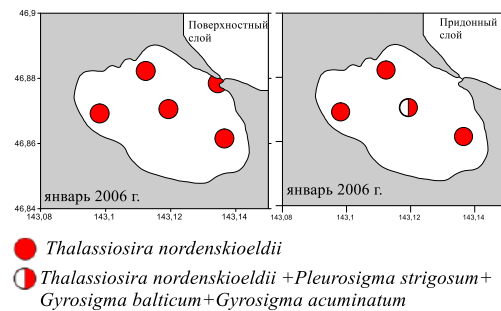 46,9
Поверхностный
слой
Придонный
слой
46,88
46,86
январь 2006 г.
январь 2006 г.
46,84
143,08
143,1
143,12
143,14
143,08
143,1
143,12
143,14
Thalassiosira nordenskioeldii
Thalassiosira nordenskioeldii +Pleurosigma strigosum+
Gyrosigma balticum+Gyrosigma acuminatum